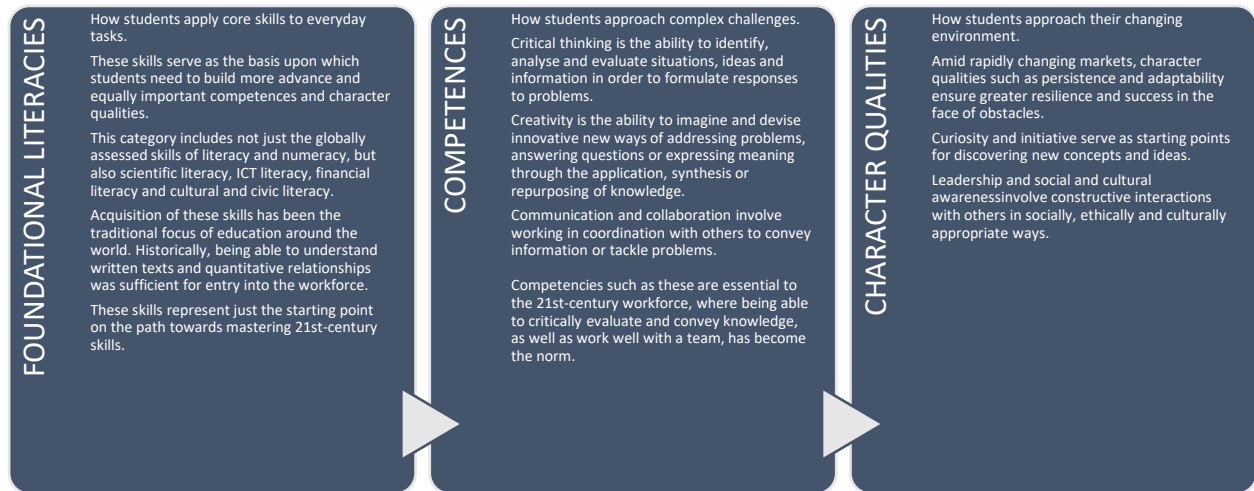 FOUNDATIONAL LITERACIES
How students apply core skills to everyday
tasks.
These skills serve as the basis upon which
students need to build more advance and
equally important competences and character
qualities.
This category includes not just the globally
assessed skills of literacy and numeracy, but
also scientific literacy, ICT literacy, financial
literacy and cultural and civic literacy.
Acquisition of these skills has been the
traditional focus of education around the
world. Historically, being able to understand
written texts and quantitative relationships
was sufficient for entry into the workforce.
These skills represent just the starting point
on the path towards mastering 21st-century
skills.
COMPETENCES
How students approach complex challenges.
Critical thinking is the ability to identify,
analyse and evaluate situations, ideas and
information in order to formulate responses
to problems.
Creativity is the ability to imagine and devise
innovative new ways of addressing problems,
answering questions or expressing meaning
through the application, synthesis or
repurposing of knowledge.
Communication and collaboration involve
working in coordination with others to convey
information or tackle problems.
Competencies such as these are essential to
the 21st-century workforce, where being able
to critically evaluate and convey knowledge,
as well as work well with a team, has become
the norm.
CHARACTER QUALITIES
How students approach their changing
environment.
Amid rapidly changing markets, character
qualities such as persistence and adaptability
ensure greater resilience and success in the
face of obstacles.
Curiosity and initiative serve as starting points
for discovering new concepts and ideas.
Leadership and social and cultural
awarenessinvolve constructive interactions
with others in socially, ethically and culturally
appropriate ways.